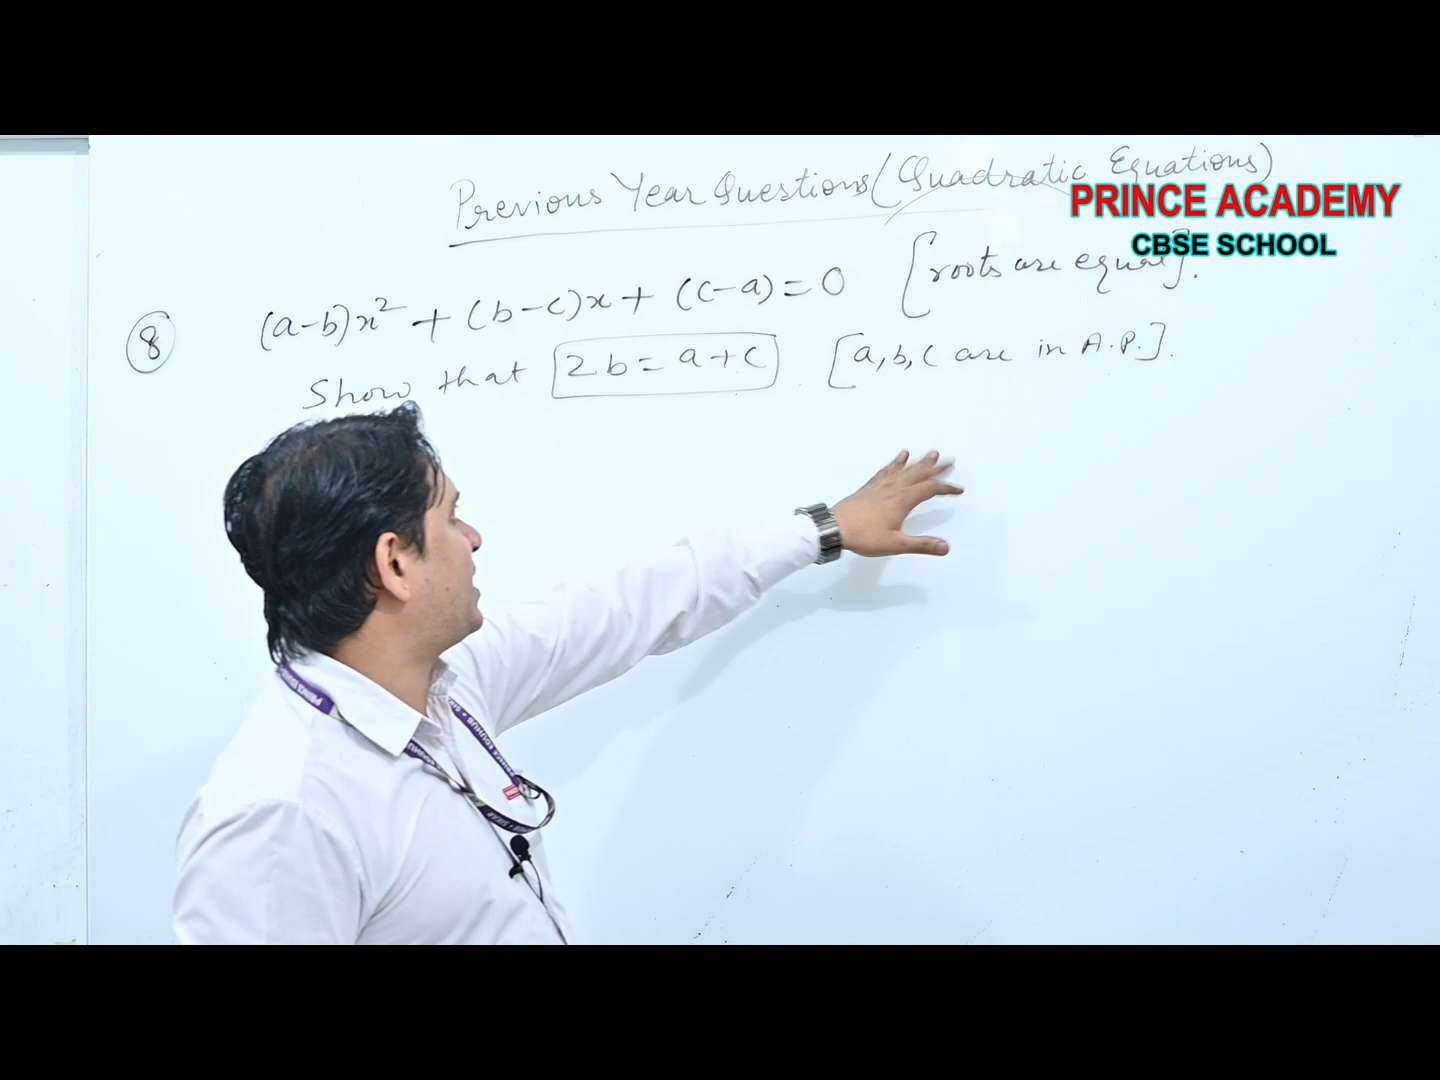 Previous Year Questions (Quadratic Equations)
PRINCE ACADEMY
CBSE SCHOOL
8 (a-b)x² + (b-c)x + (c-a) = 0 [roots are equal].
Show that 2b = a+c [a, b, c are in A.P.].